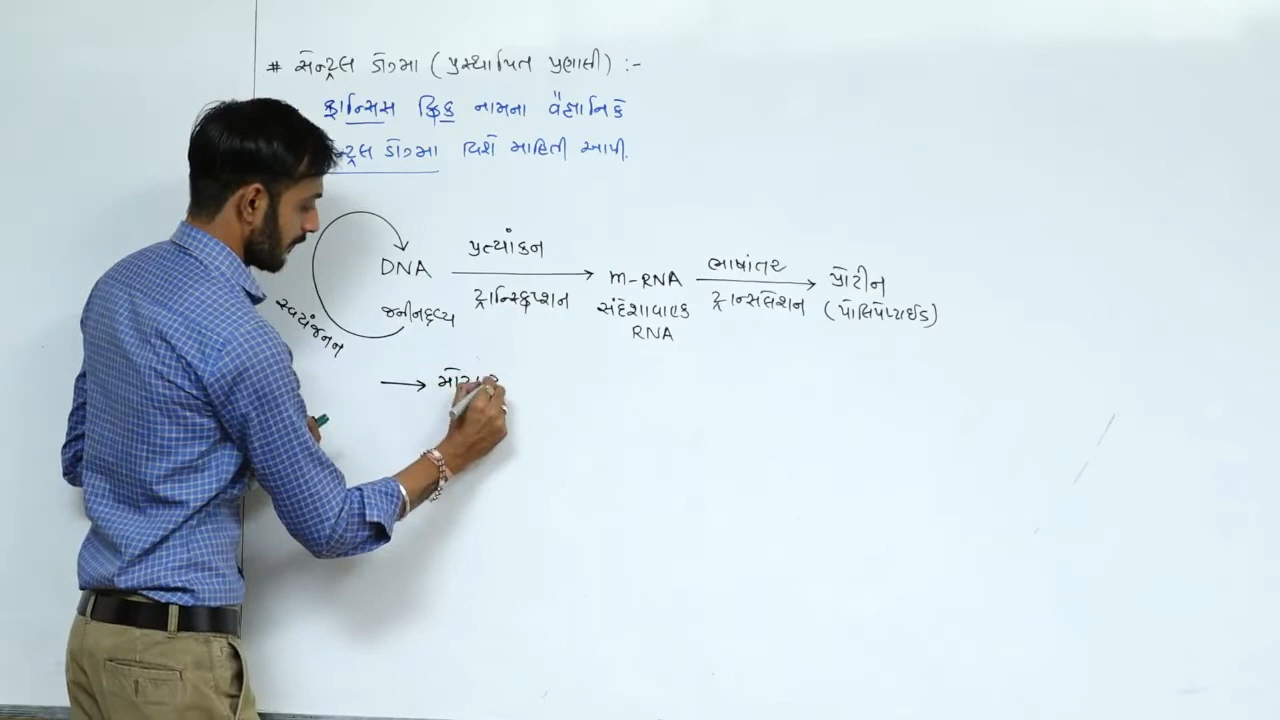 # સેન્ટ્રલ ડોગ્મા (પ્રસ્થાપિત પ્રણાલી) :-
ફ્રાન્સિસ ક્રિક નામના વૈજ્ઞાનિકે
ડોગ્મા વિશે માહિતી આપી.
પ્રત્યાંકન
ભાષાંતર
DNA
m-RNA
પ્રોટીન
જનીનદ્રવ્ય
ટ્રાન્સ્ક્રિપ્શન
સંદેશાવાહક
RNA
ટ્રાન્સલેશન
(પોલિપેપ્ટાઈડ)
સ્વયંજનન